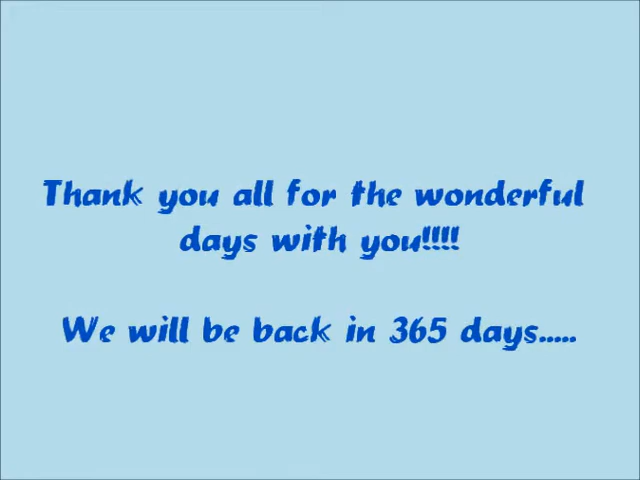 Thank you all for the wonderful
days with you!!!!
We will be back in 365 days.....